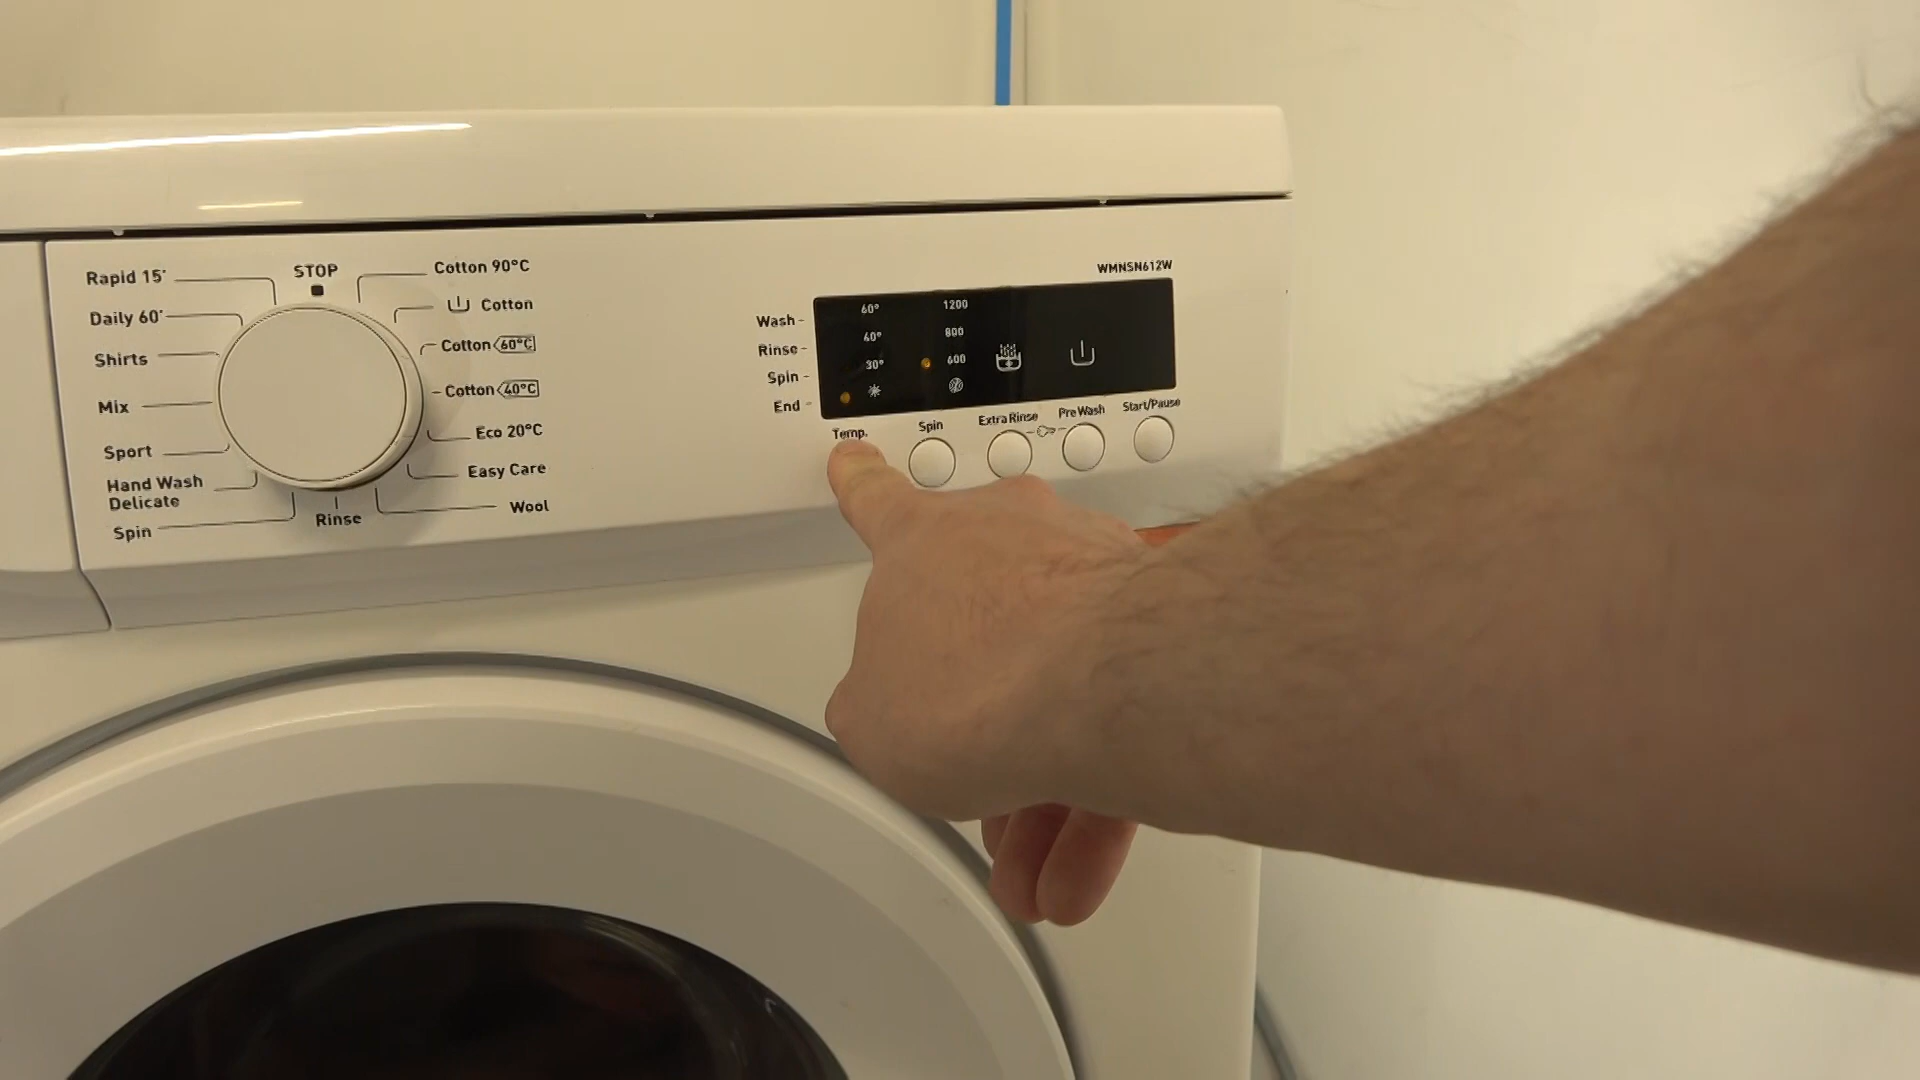 Rapid 15'
Daily 60'
Shirts
Mix
Sport
Hand Wash
Delicate
Spin
STOP
Rinse
Cotton 90°C
Cotton
Cotton 60°C
Cotton 40°C
Eco 20°C
Easy Care
Wool
WMNSN612W
Wash
Rinse
Spin
End
60°
40°
30°
1200
800
600
Temp.
Spin
Extra Rinse
Pre Wash
Start/Pause